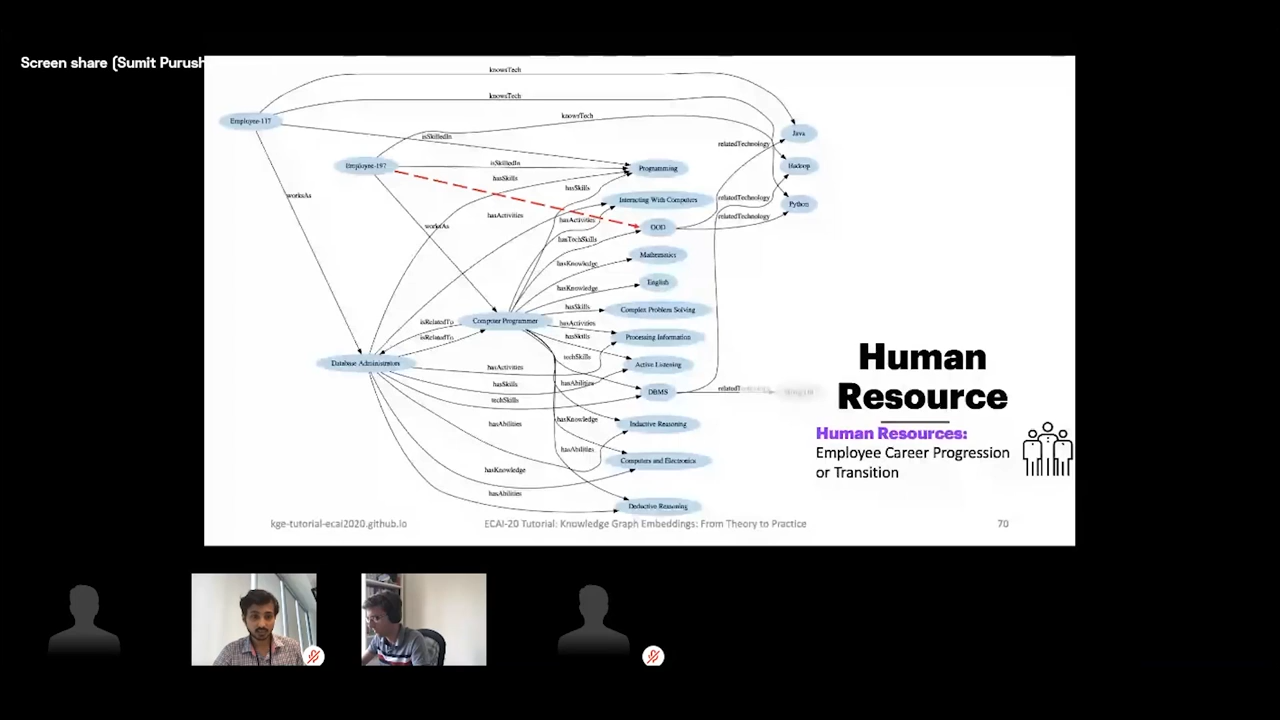 Screen share (Sumit Purush
knowsTech
knowsTech
knowsTech
Employee-137
isSkilledIn
Java
relatedTechnology
Employee-197
isSkilledIn
Programming
Hadoop
hasSkills
hasSkills
worksAs
Interacting With Computers
relatedTechnology
Python
hasActivities
hasActivities
relatedTechnology
worksAs
OOD
hasTechSkills
Mathematics
hasKnowledge
English
hasKnowledge
hasSkills
Complex Problem Solving
isRelatedTo
Computer Programmer
hasActivities
isRelatedTo
hasSkills
Processing Information
techSkills
Database Administrators
hasActivities
Active Listening
hasSkills
hasAbilities
DBMS
relatedT
techSkills
hasAbilities
hasKnowledge
Inductive Reasoning
hasAbilities
Computers and Electronics
hasKnowledge
hasAbilities
Deductive Reasoning
Human
Resource
Human Resources:
Employee Career Progression
or Transition
kge-tutorial-ecai2020.github.io
ECAI-20 Tutorial: Knowledge Graph Embeddings: From Theory to Practice
70